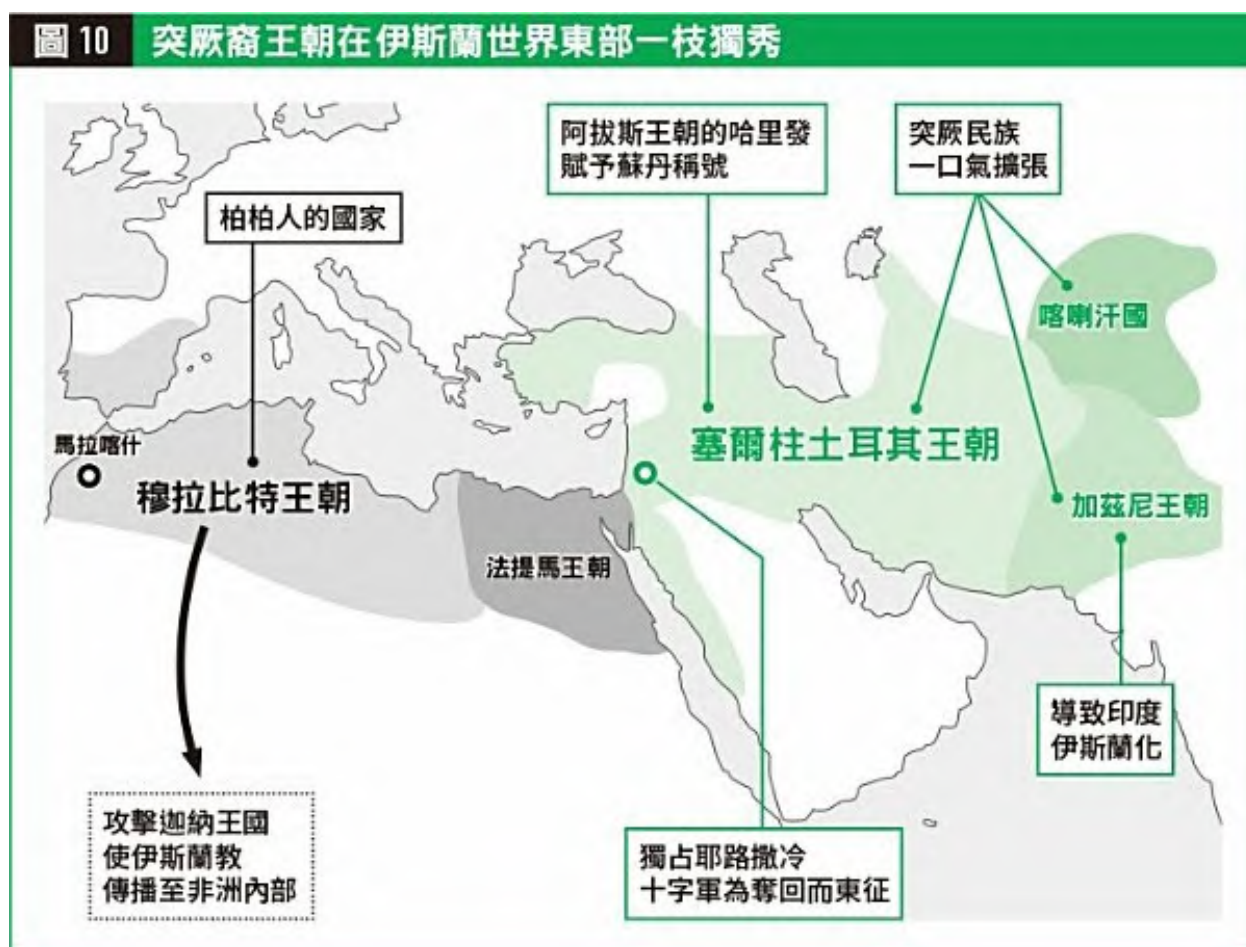 圖 10 突厥裔王朝在伊斯蘭世界東部一枝獨秀
阿拔斯王朝的哈里發
賦予蘇丹稱號
突厥民族
一口氣擴張
柏柏人的國家
喀喇汗國
馬拉喀什
塞爾柱土耳其王朝
穆拉比特王朝
加茲尼王朝
法提馬王朝
導致印度
伊斯蘭化
攻擊迦納王國
使伊斯蘭教
傳播至非洲內部
獨占耶路撒冷
十字軍為奪回而東征